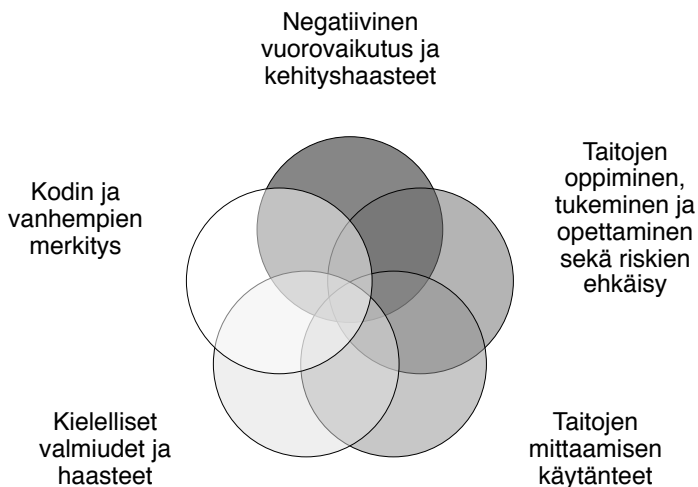 Negatiivinen
vuorovaikutus ja
kehityshaasteet
Kodin ja
vanhempien
merkitys
Taitojen
oppiminen,
tukeminen ja
opettaminen
sekä riskien
ehkäisy
Kielelliset
valmiudet ja
haasteet
Taitojen
mittaamisen
käytänteet